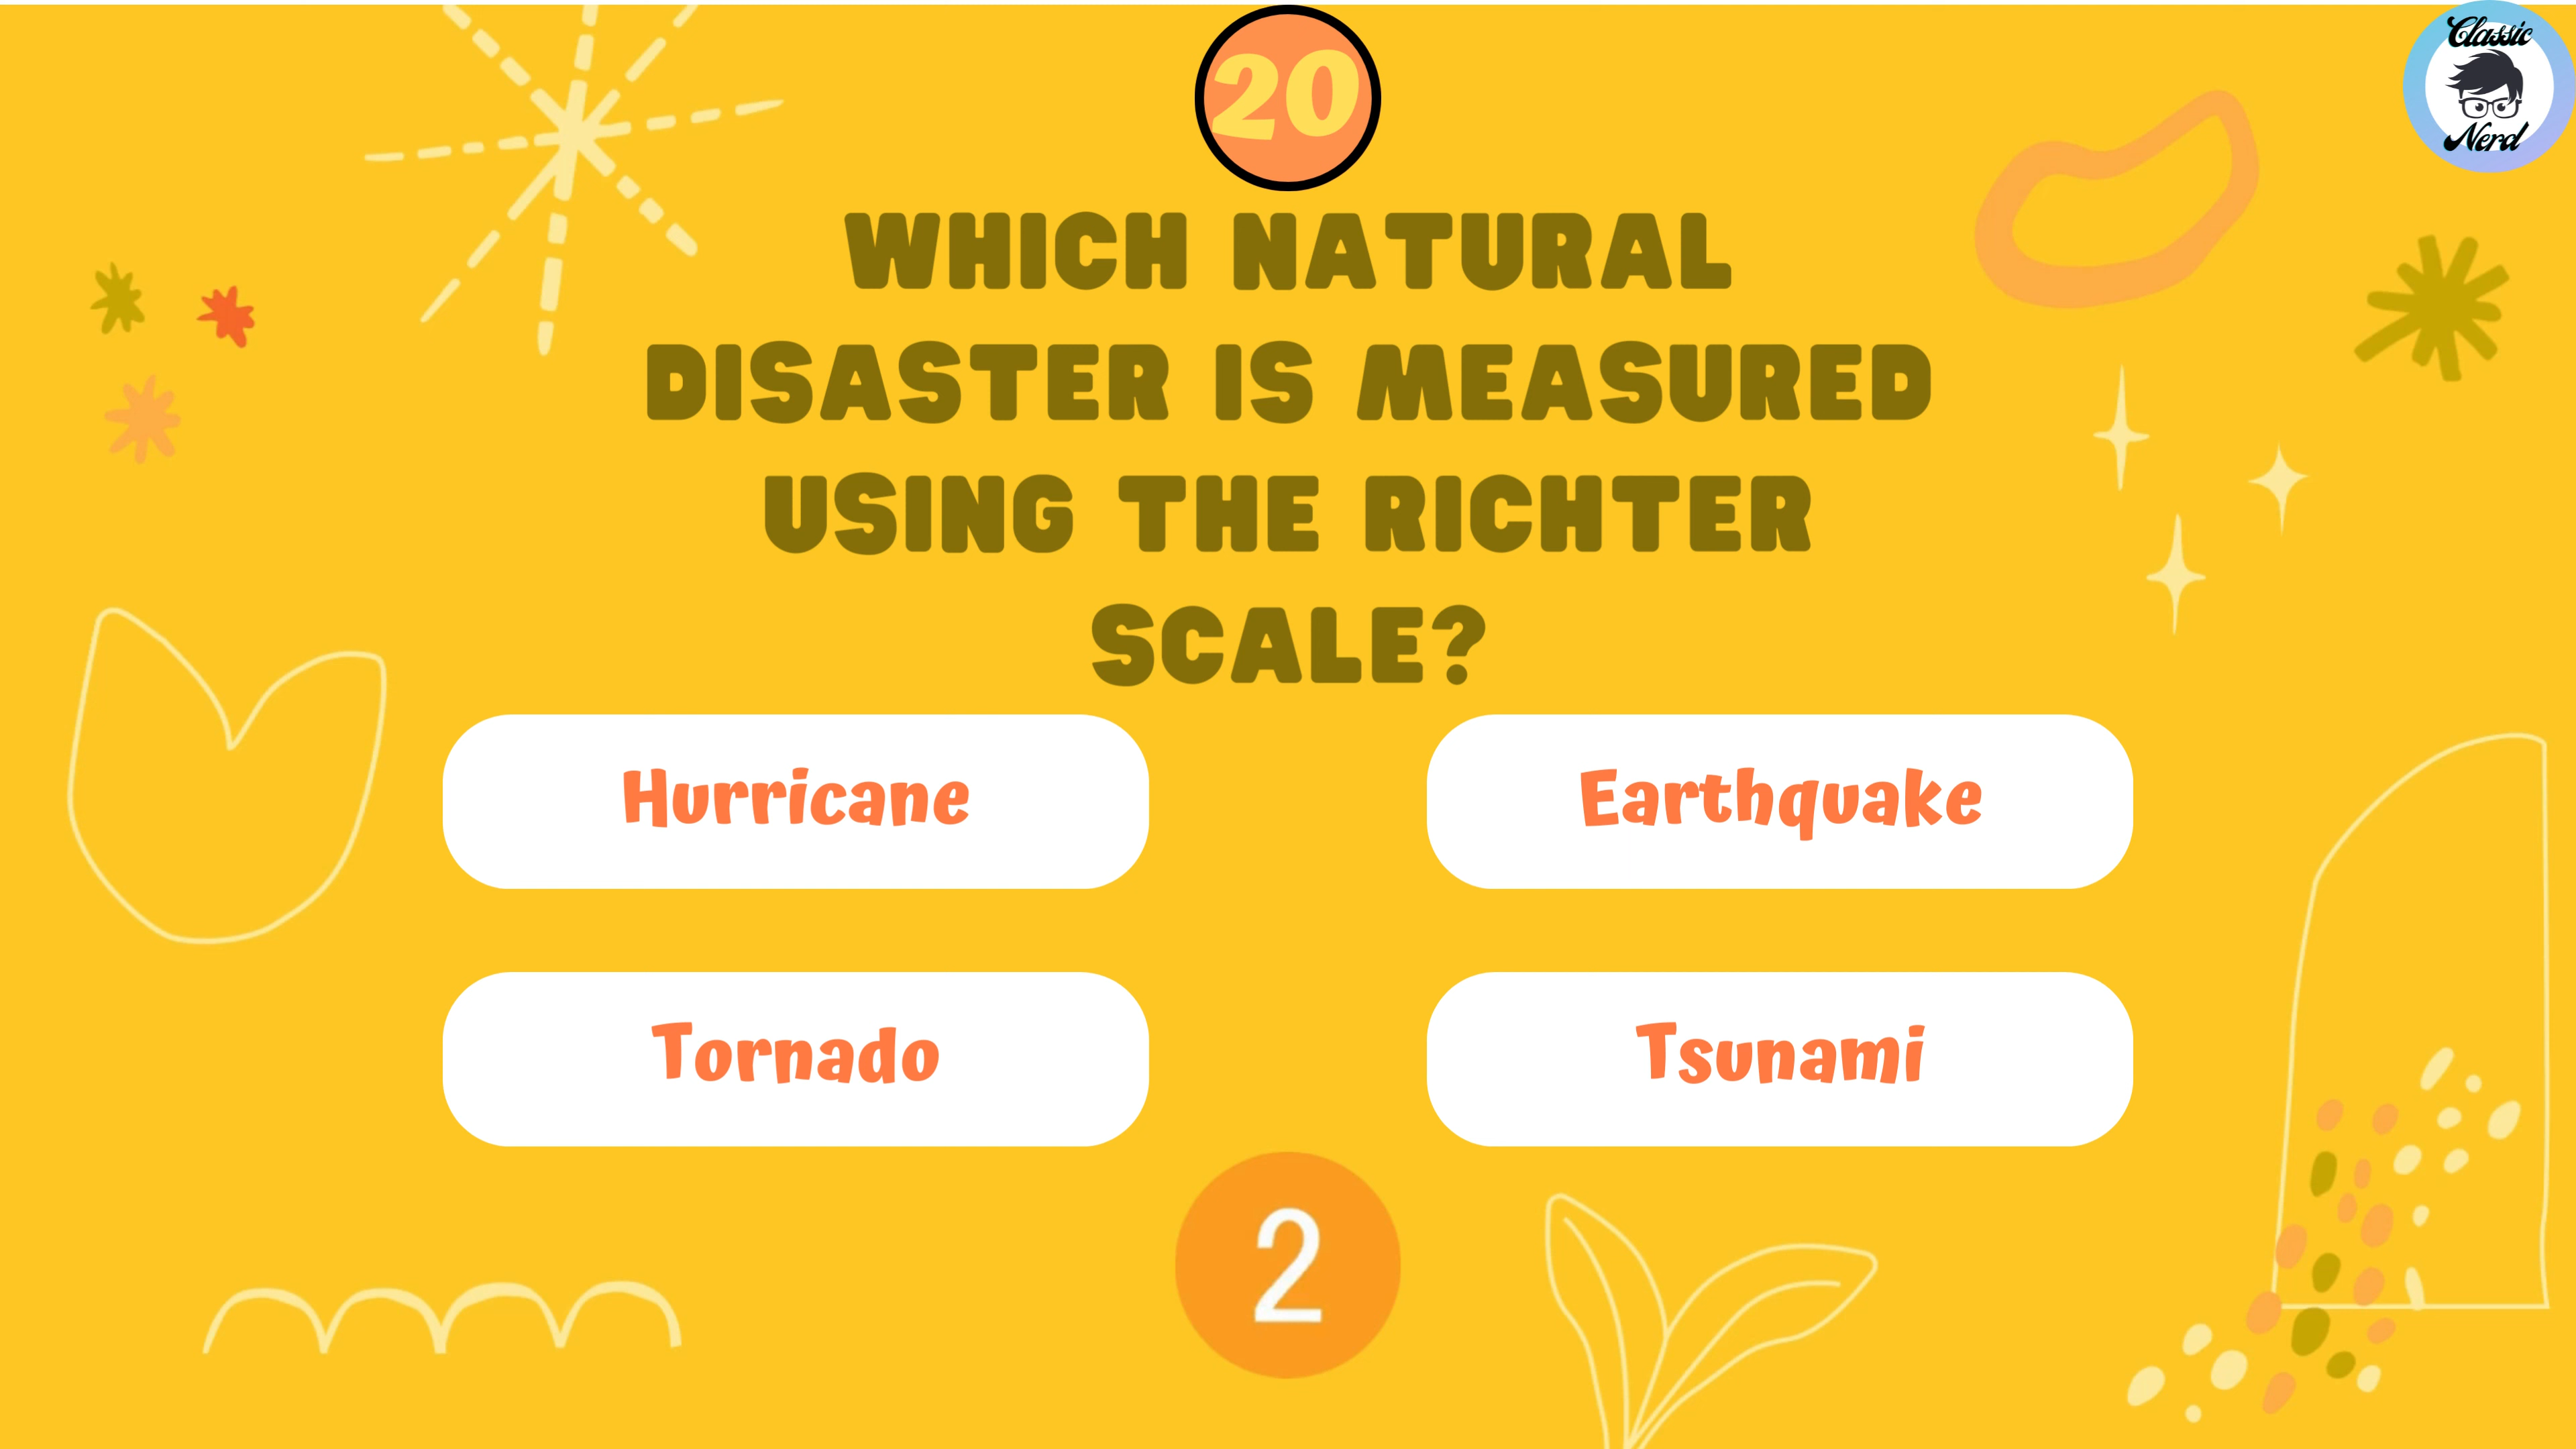 20
Classic
Nerd
WHICH NATURAL
DISASTER IS MEASURED
USING THE RICHTER
SCALE?
Hurricane
Earthquake
Tornado
Tsunami
2